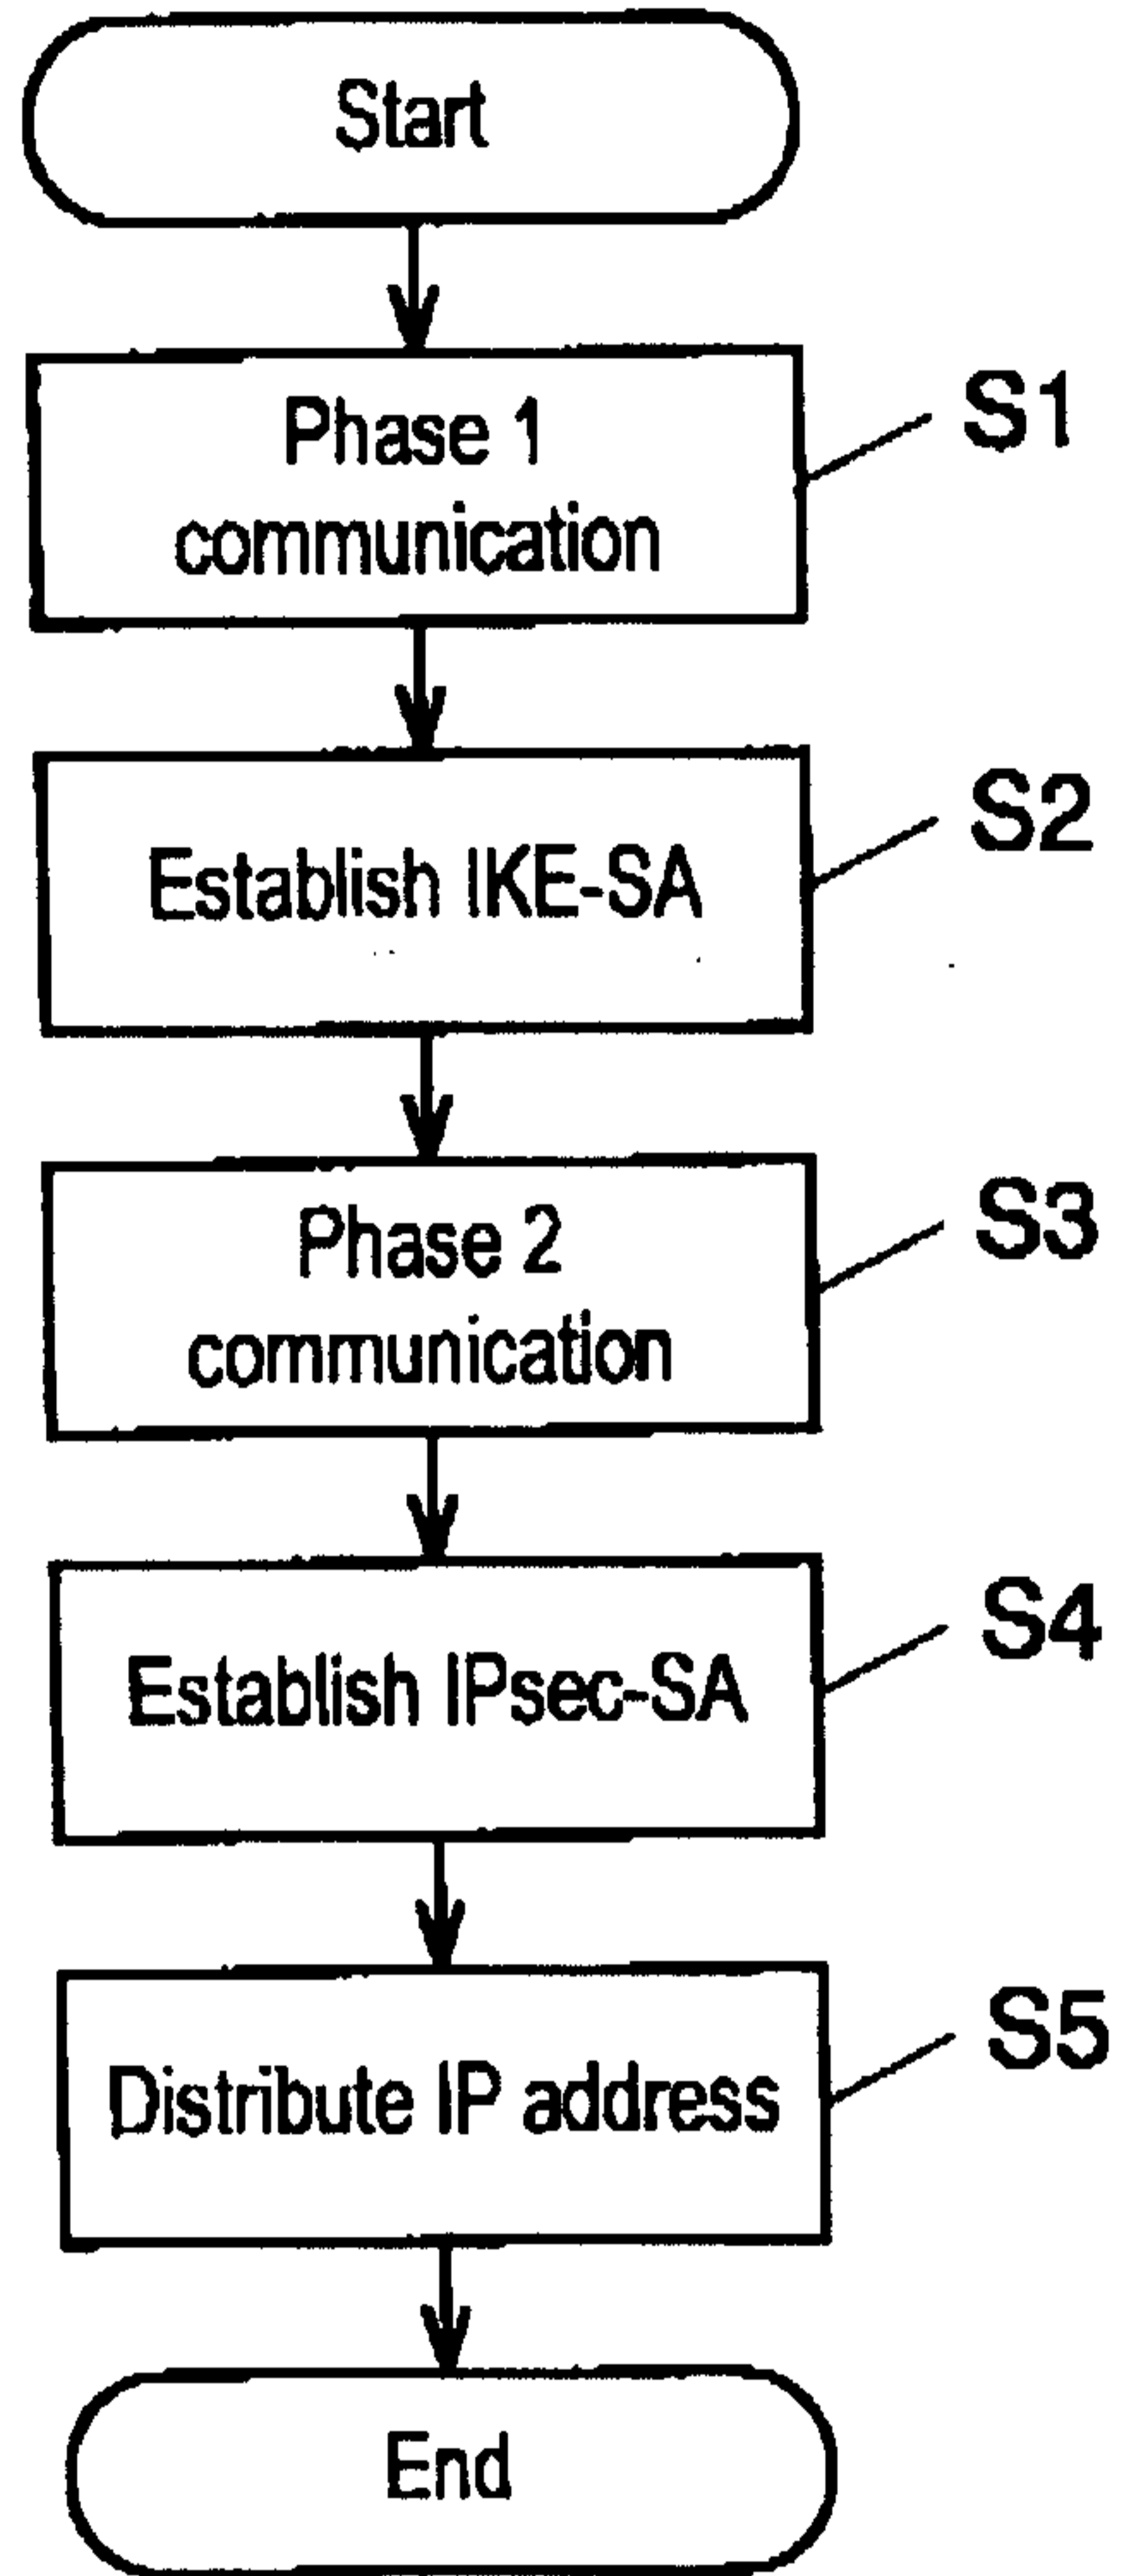 Start
Phase 1
communication
S1
Establish IKE-SA
S2
Phase 2
communication
S3
Establish IPsec-SA
S4
Distribute IP address
S5
End